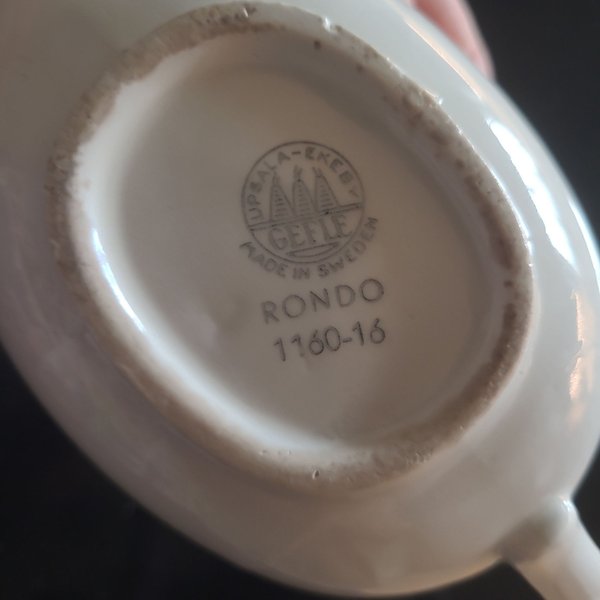 UPSALA-EKEBY
GEFLE
MADE IN SWEDEN
RONDO
1160-16